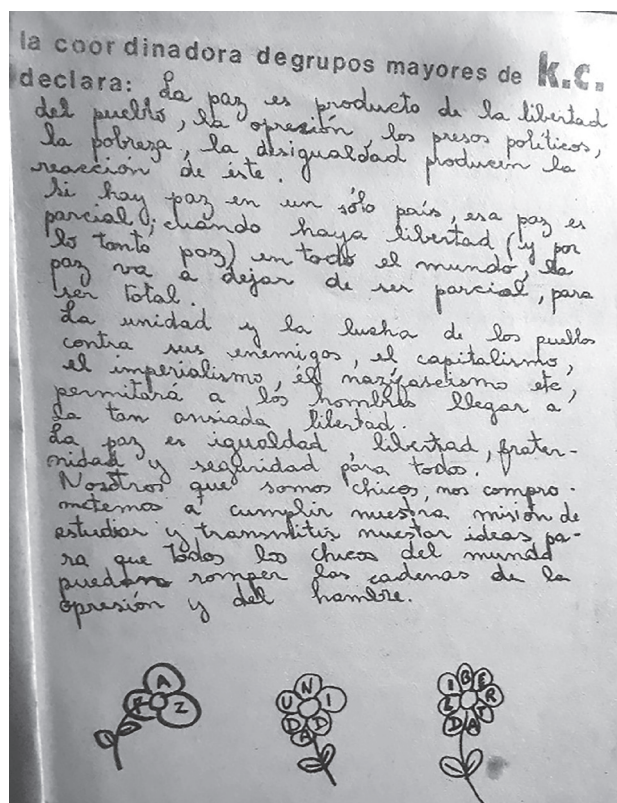 la coordinadora de grupos mayores de k.c.
declara: La paz es producto de la libertad
del pueblo, la opresión, los presos políticos,
la pobreza, la desigualdad producen la
reacción de éste.
Si hay paz en un sólo país, esa paz es
parcial; cuando haya libertad (y por
lo tanto paz) en todo el mundo, la
paz va a dejar de ser parcial, para
ser total.
La unidad y la lucha de los pueblos
contra sus enemigos, el capitalismo,
el imperialismo, el nazifascismo etc,
permitará a los hombres llegar a
la tan ansiada libertad.
La paz es igualdad, libertad, frater-
nidad y seguridad para todos.
Nosotros que somos chicos, nos compro-
metemos a cumplir nuestra misión de
estudiar y transmitir nuestar ideas pa-
ra que todos los chicos del mundo
puedan romper las cadenas de la
opresión y del hambre.
PAZ
UNIDAD
LIBERTAD